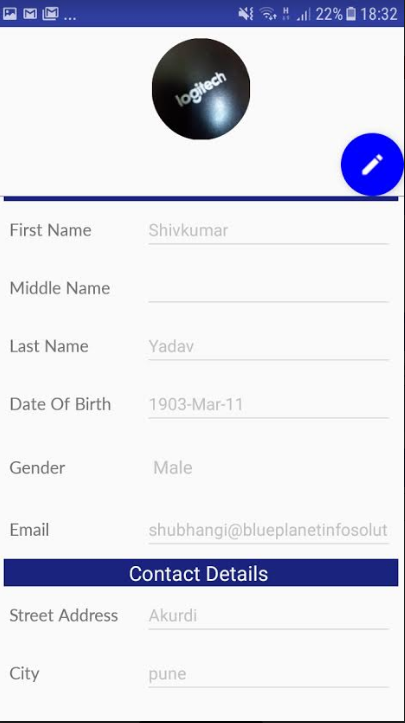 ... 22% 18:32
logitech
First Name Shivkumar
Middle Name
Last Name Yadav
Date Of Birth 1903-Mar-11
Gender Male
Email shubhangi@blueplanetinfosolut
Contact Details
Street Address Akurdi
City pune